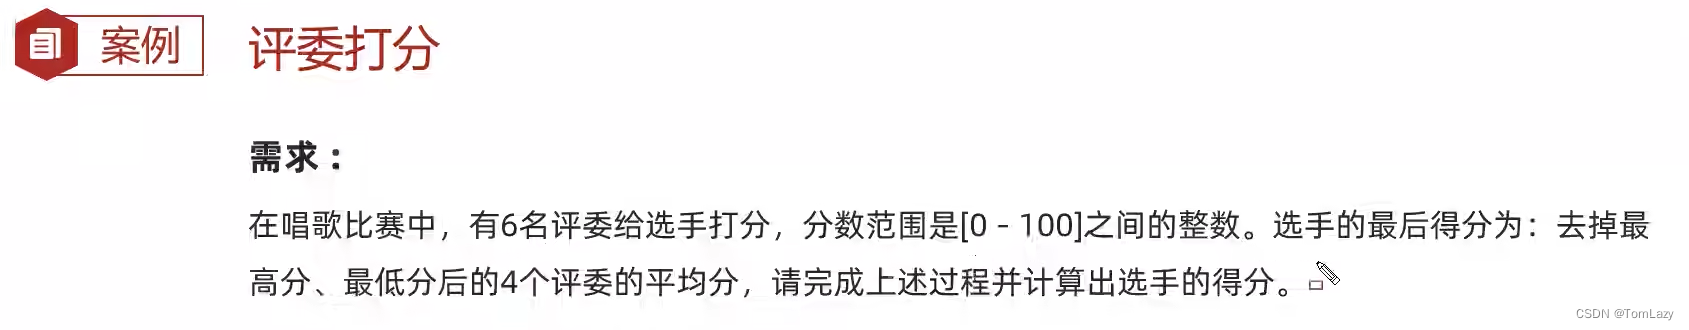 案例
评委打分
需求：
在唱歌比赛中，有6名评委给选手打分，分数范围是[0 - 100]之间的整数。选手的最后得分为：去掉最
高分、最低分后的4个评委的平均分，请完成上述过程并计算出选手的得分。
CSDN @TomLazy